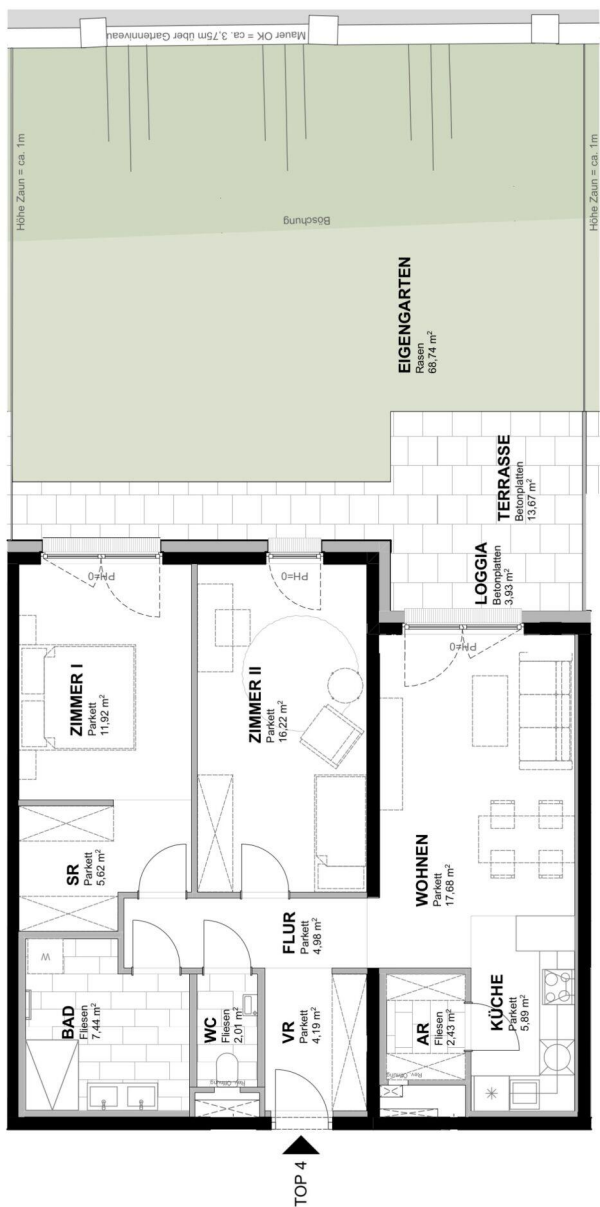 Mauer OK = ca. 3,75m über Gartenniveau
Höhe Zaun = ca. 1m
Höhe Zaun = ca. 1m
Böschung
EIGENGARTEN
Rasen
68,74 m²
TERRASSE
Betonplatten
13,67 m²
LOGGIA
Betonplatten
3,93 m²
PH=0
PH=0
PH=0
ZIMMER I
Parkett
11,92 m²
ZIMMER II
Parkett
16,22 m²
SR
Parkett
5,62 m²
WOHNEN
Parkett
17,68 m²
FLUR
Parkett
4,98 m²
W
BAD
Fliesen
7,44 m²
WC
Fliesen
2,01 m²
VR
Parkett
4,19 m²
AR
Fliesen
2,43 m²
KÜCHE
Parkett
5,89 m²
Rev. Öffnung
Rev. Öffnung
TOP 4